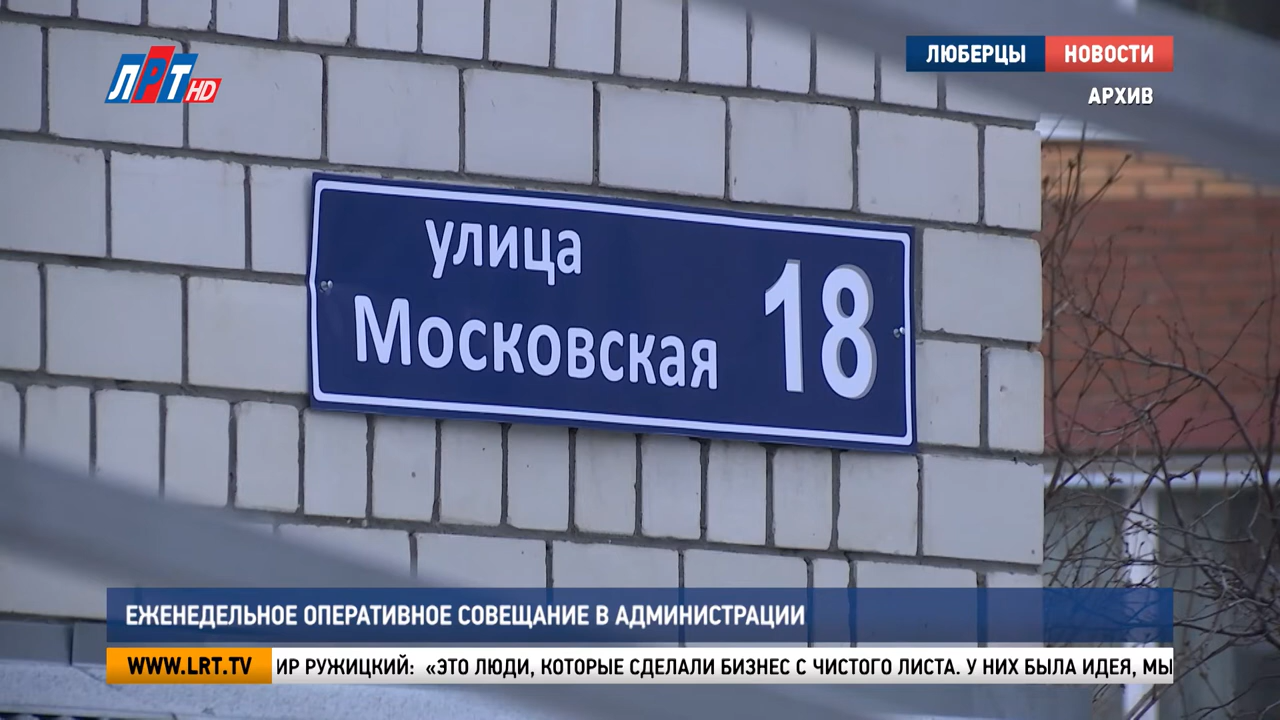 ЛРТ HD
ЛЮБЕРЦЫ НОВОСТИ
АРХИВ
улица
Московская 18
ЕЖЕНЕДЕЛЬНОЕ ОПЕРАТИВНОЕ СОВЕЩАНИЕ В АДМИНИСТРАЦИИ
WWW.LRT.TV ИР РУЖИЦКИЙ: «ЭТО ЛЮДИ, КОТОРЫЕ СДЕЛАЛИ БИЗНЕС С ЧИСТОГО ЛИСТА. У НИХ БЫЛА ИДЕЯ, МЫ